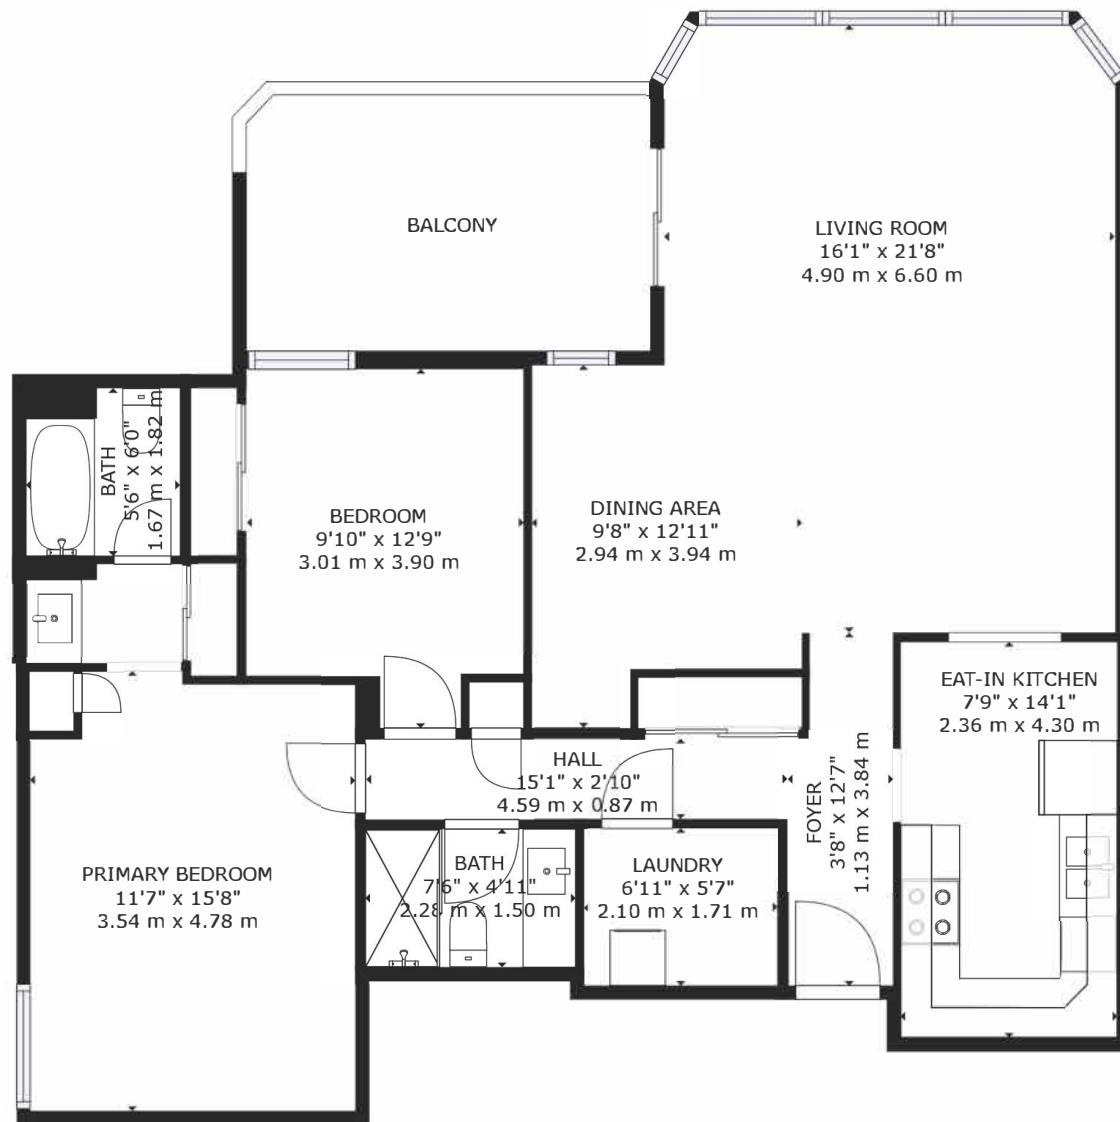 BALCONY
LIVING ROOM
16'1" x 21'8"
4.90 m x 6.60 m
BATH
5'6" x 6'0"
1.67 m x 1.82 m
BEDROOM
9'10" x 12'9"
3.01 m x 3.90 m
DINING AREA
9'8" x 12'11"
2.94 m x 3.94 m
EAT-IN KITCHEN
7'9" x 14'1"
2.36 m x 4.30 m
HALL
15'1" x 2'10"
4.59 m x 0.87 m
FOYER
3'8" x 12'7"
1.13 m x 3.84 m
PRIMARY BEDROOM
11'7" x 15'8"
3.54 m x 4.78 m
BATH
7'6" x 4'11"
2.28 m x 1.50 m
LAUNDRY
6'11" x 5'7"
2.10 m x 1.71 m